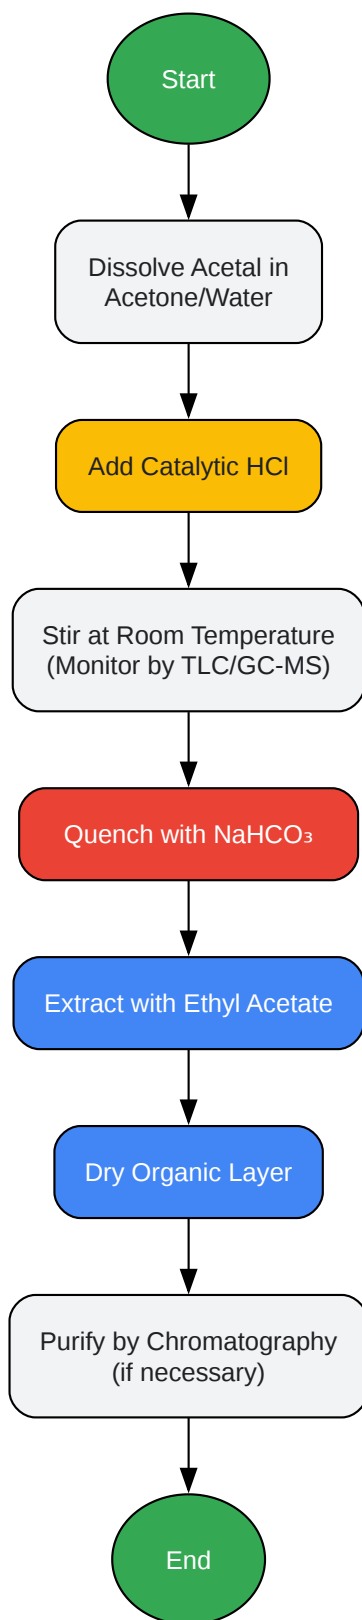 Start
Dissolve Acetal in
Acetone/Water
Add Catalytic HCl
Stir at Room Temperature
(Monitor by TLC/GC-MS)
Quench with NaHCO₃
Extract with Ethyl Acetate
Dry Organic Layer
Purify by Chromatography
(if necessary)
End